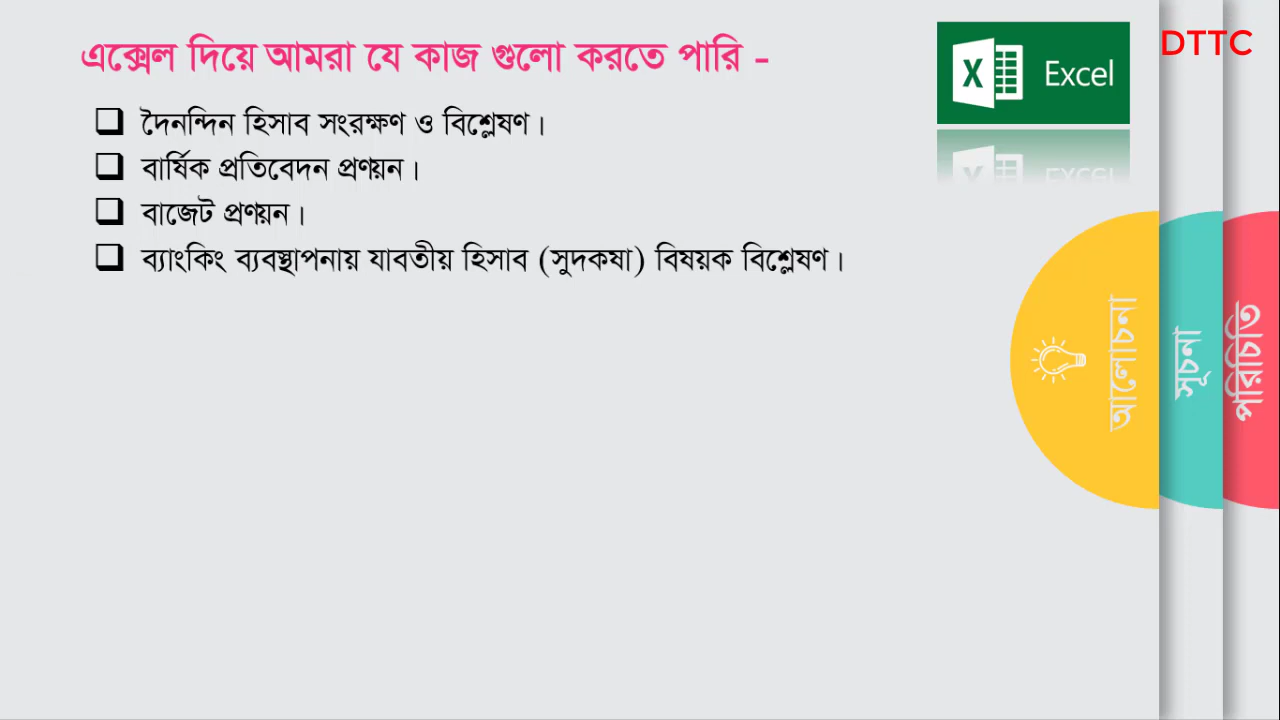 এক্সেল দিয়ে আমরা যে কাজ গুলো করতে পারি -
দৈনন্দিন হিসাব সংরক্ষণ ও বিশ্লেষণ।
বার্ষিক প্রতিবেদন প্রণয়ন।
বাজেট প্রণয়ন।
ব্যাংকিং ব্যবস্থাপনায় যাবতীয় হিসাব (সুদকষা) বিষয়ক বিশ্লেষণ।
X Excel
DTTC
আলোচনা
সূচনা
পরিচিতি